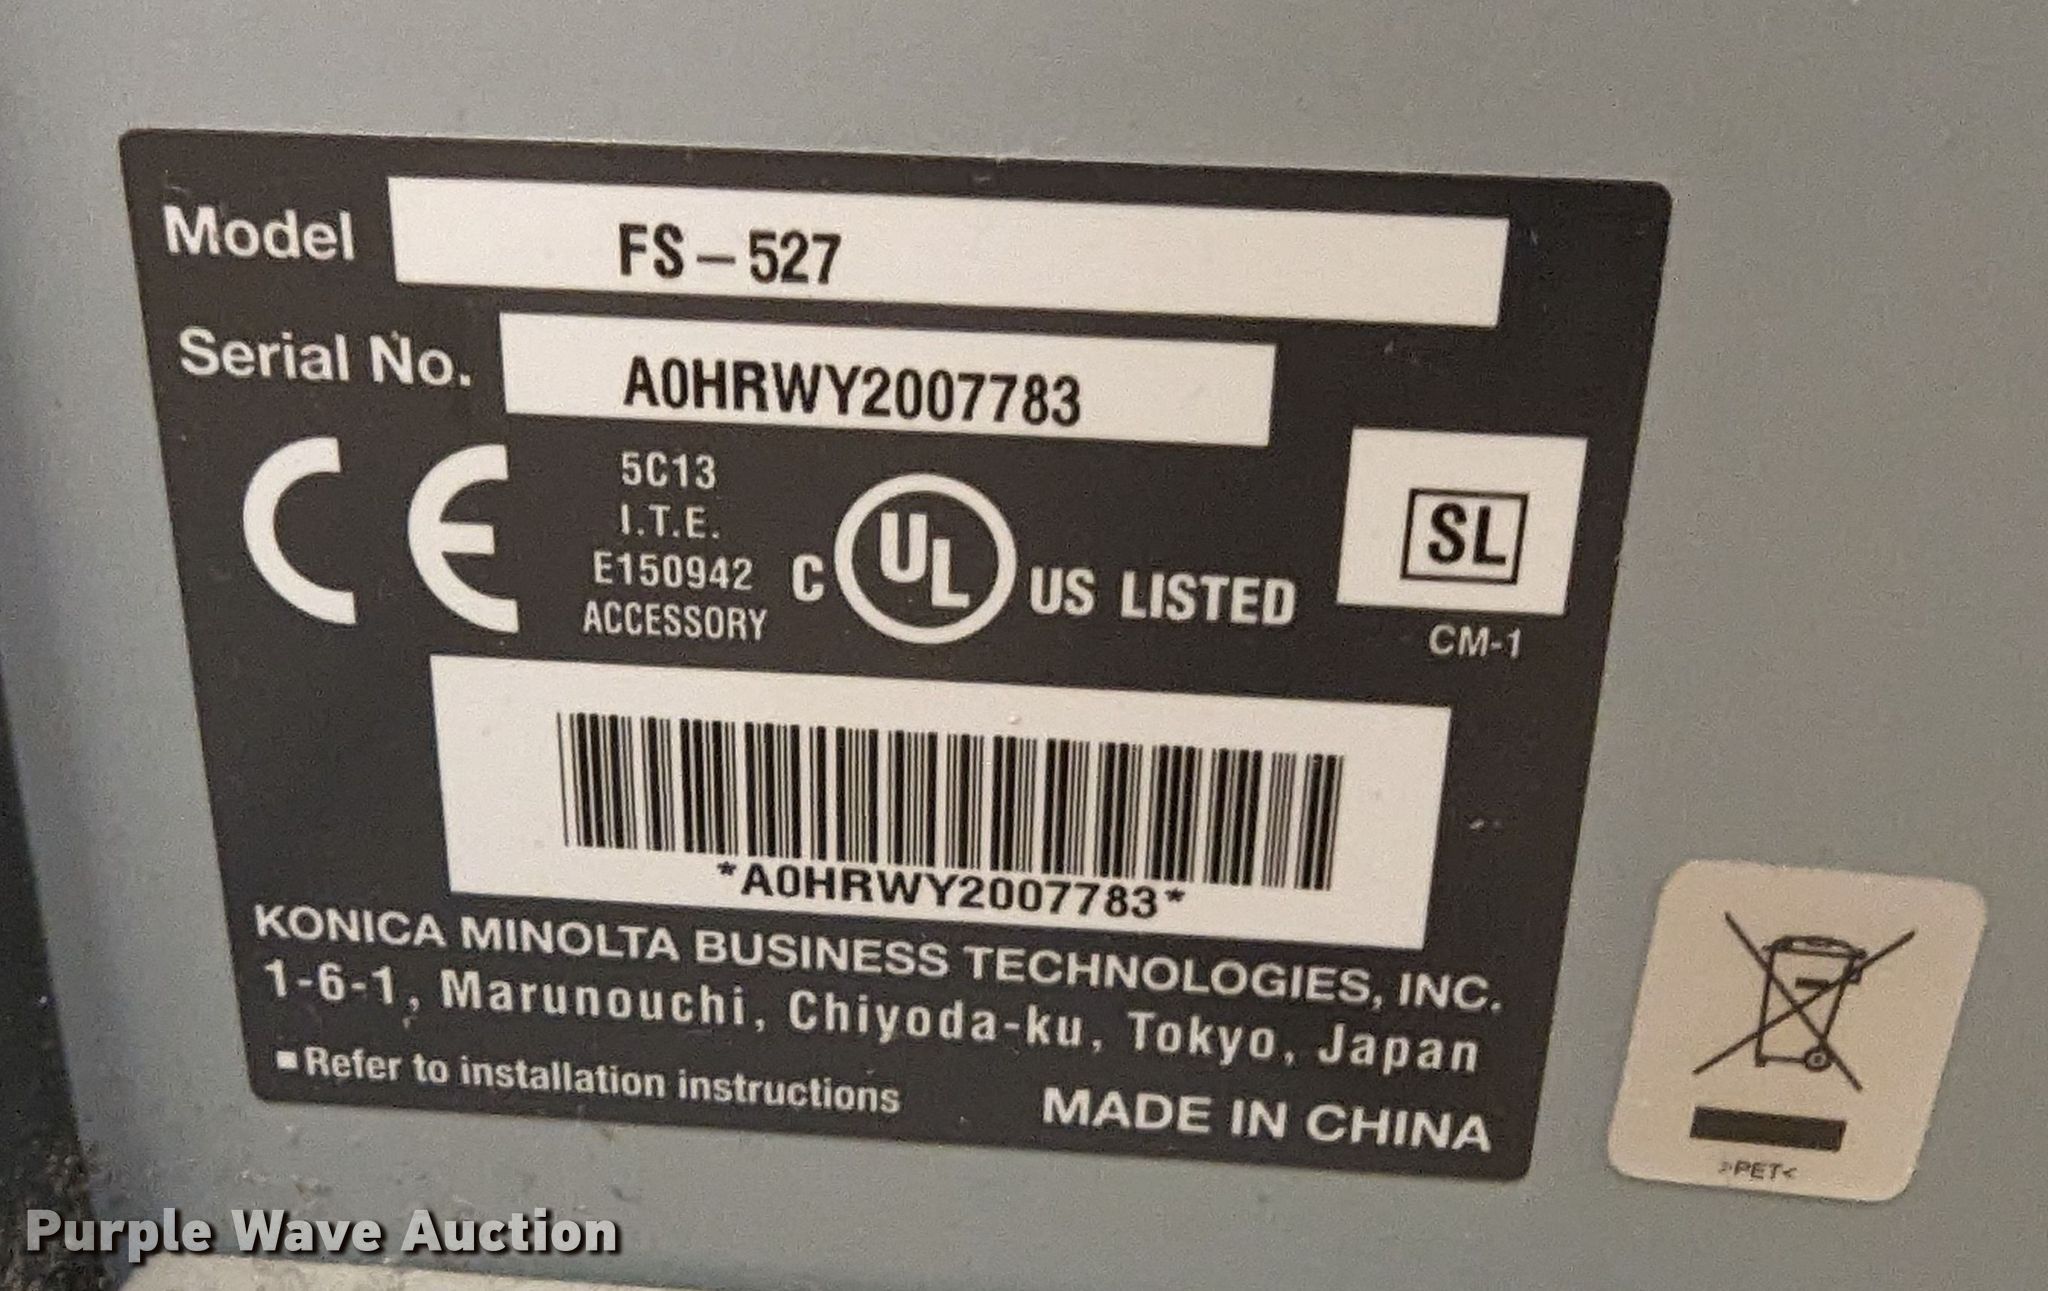 Model FS-527
Serial No. A0HRWY2007783
CE
5C13
I.T.E.
E150942
ACCESSORY
C UL US LISTED
SL
CM-1
*A0HRWY2007783*
KONICA MINOLTA BUSINESS TECHNOLOGIES, INC.
1-6-1, Marunouchi, Chiyoda-ku, Tokyo, Japan
■Refer to installation instructions
MADE IN CHINA
>PET<
Purple Wave Auction